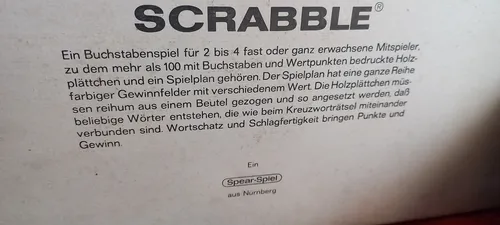 SCRABBLE®
Ein Buchstabenspiel für 2 bis 4 fast oder ganz erwachsene Mitspieler,
zu dem mehr als 100 mit Buchstaben und Wertpunkten bedruckte Holz-
plättchen und ein Spielplan gehören. Der Spielplan hat eine ganze Reihe
farbiger Gewinnfelder mit verschiedenem Wert. Die Holzplättchen müs-
sen reihum aus einem Beutel gezogen und so angesetzt werden, daß
beliebige Wörter entstehen, die wie beim Kreuzworträtsel miteinander
verbunden sind. Wortschatz und Schlagfertigkeit bringen Punkte und
Gewinn.
Ein
Spear-Spiel
aus Nürnberg